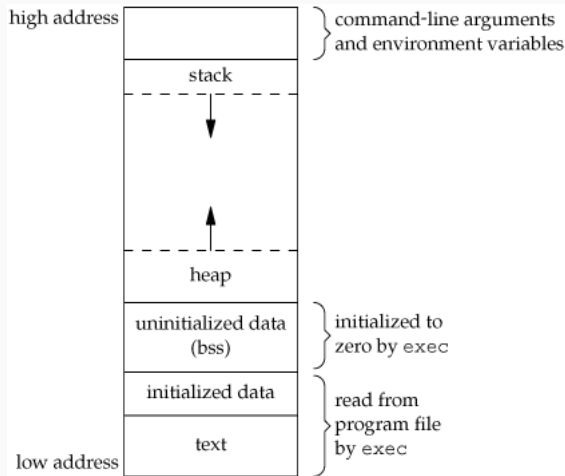 high address
command-line arguments
and environment variables
stack
heap
uninitialized data
(bss)
initialized to
zero by exec
initialized data
read from
program file
by exec
text
low address